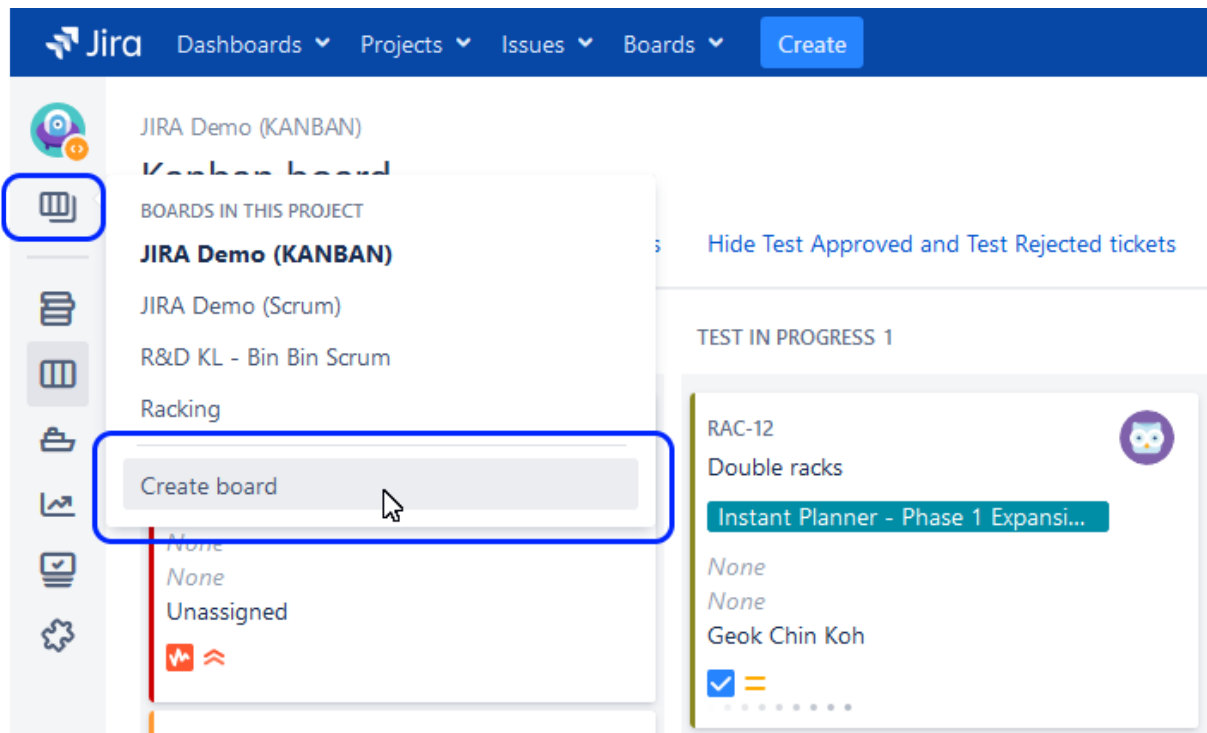 Jira Dashboards Projects Issues Boards Create
JIRA Demo (KANBAN)
Kanban board
BOARDS IN THIS PROJECT
JIRA Demo (KANBAN)
s Hide Test Approved and Test Rejected tickets
JIRA Demo (Scrum)
TEST IN PROGRESS 1
R&D KL - Bin Bin Scrum
Racking
Create board
None
None
Unassigned
RAC-12
Double racks
Instant Planner - Phase 1 Expansi...
None
None
Geok Chin Koh